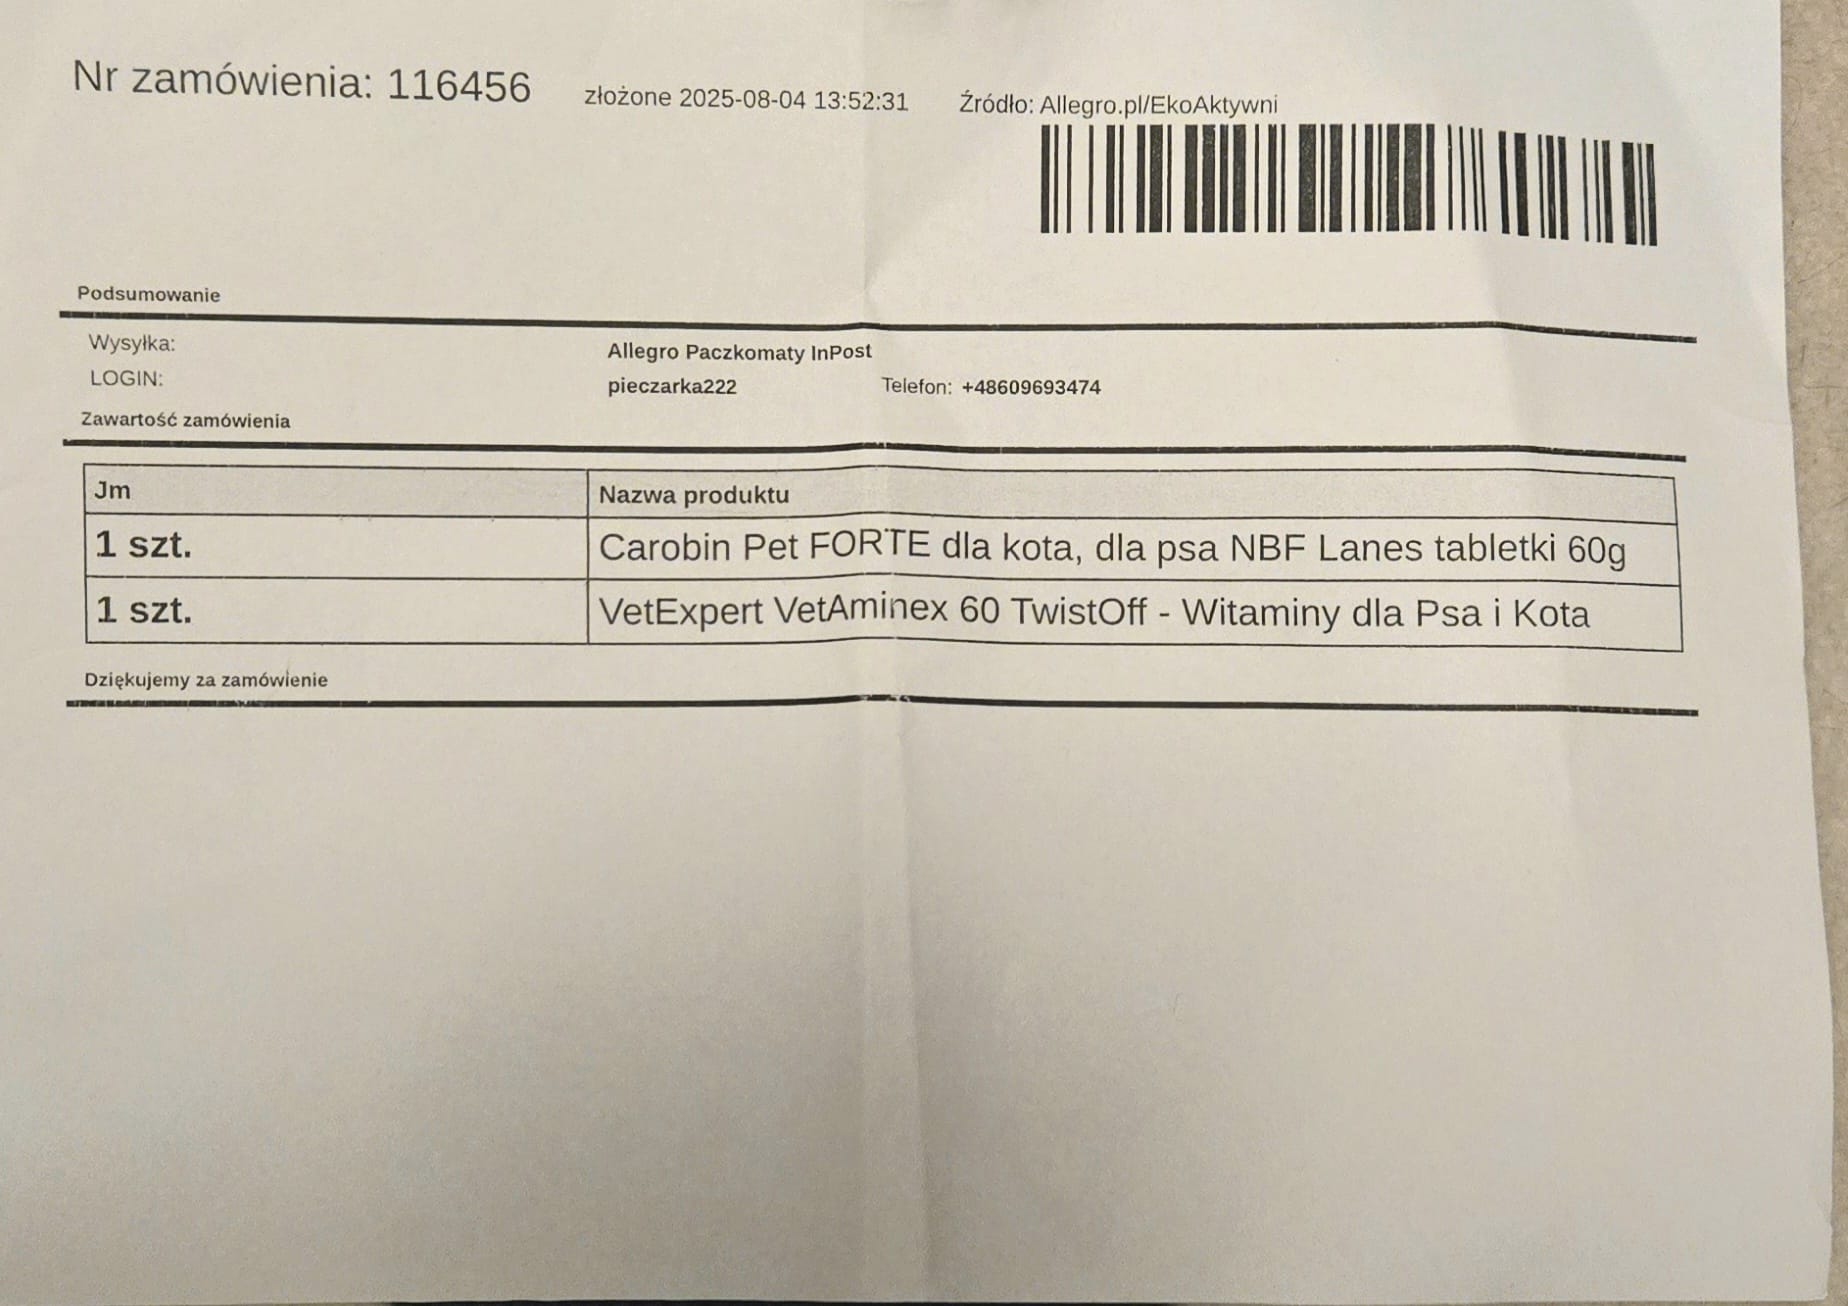 Nr zamówienia: 116456 złożone 2025-08-04 13:52:31 Źródło: Allegro.pl/EkoAktywni
Podsumowanie
Wysyłka: Allegro Paczkomaty InPost
LOGIN: pieczarka222 Telefon: +48609693474
Zawartość zamówienia
Jm Nazwa produktu
1 szt. Carobin Pet FORTE dla kota, dla psa NBF Lanes tabletki 60g
1 szt. VetExpert VetAminex 60 TwistOff - Witaminy dla Psa i Kota
Dziękujemy za zamówienie